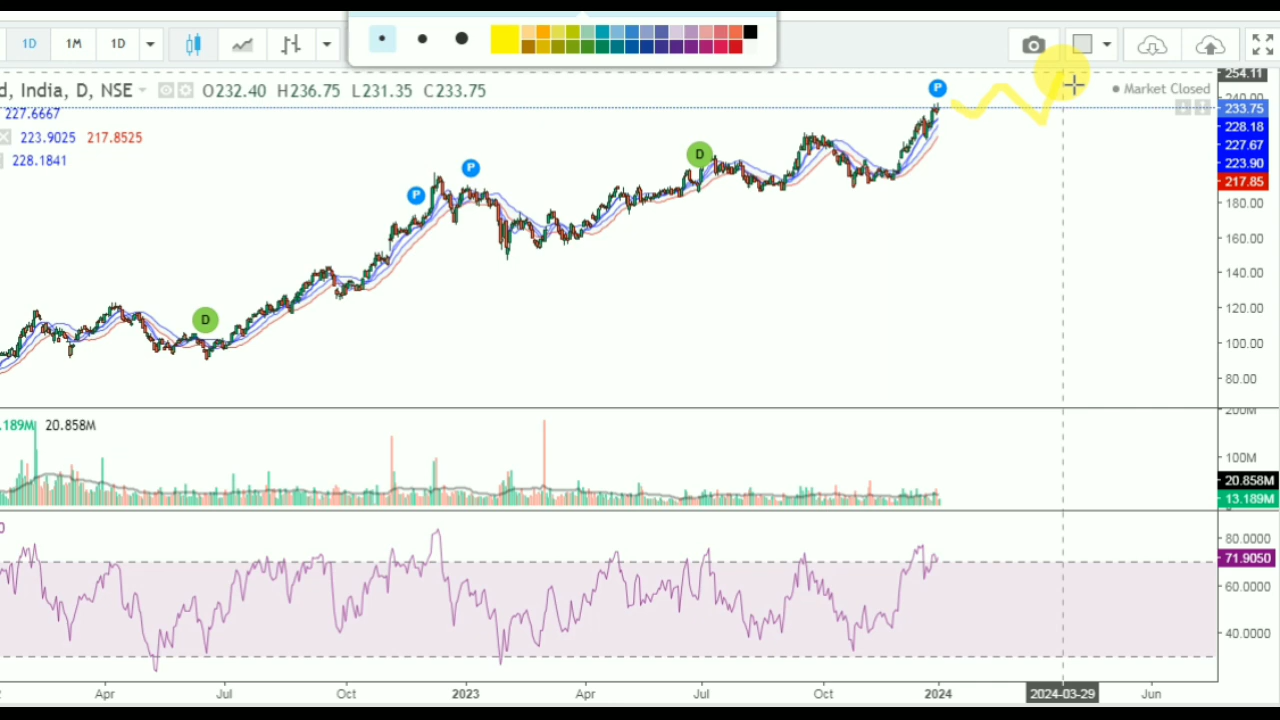 1D 1M 1D
d, India, D, NSE O232.40 H236.75 L231.35 C233.75
Market Closed
227.6667
223.9025 217.8525
228.1841
P
P
P
D
D
254.11
240.00
233.75
228.18
227.67
223.90
217.85
180.00
160.00
140.00
120.00
100.00
80.00
.189M 20.858M
200M
100M
20.858M
13.189M
80.0000
71.9050
60.0000
40.0000
Apr Jul Oct 2023 Apr Jul Oct 2024 2024-03-29 Jun